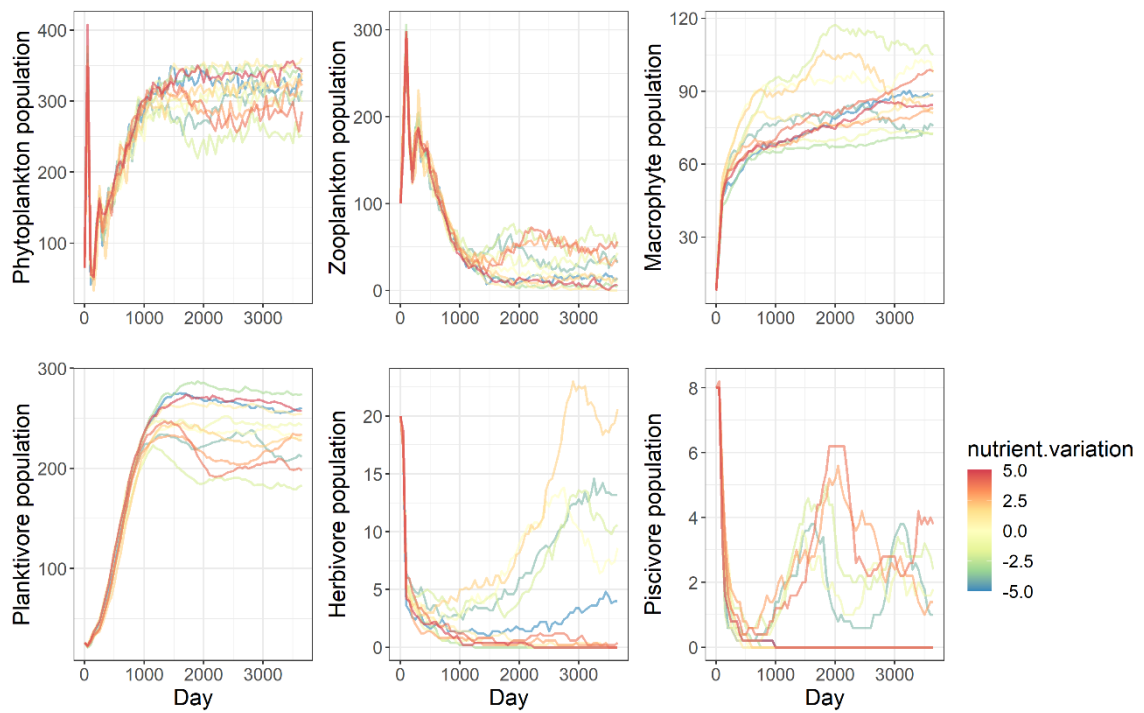 Phytoplankton population
400
300
200
100
0 1000 2000 3000
Zooplankton population
300
200
100
0
0 1000 2000 3000
Macrophyte population
120
90
60
30
0 1000 2000 3000
Planktivore population
300
200
100
0 1000 2000 3000
Day
Herbivore population
20
15
10
5
0
0 1000 2000 3000
Day
Piscivore population
8
6
4
2
0
0 1000 2000 3000
Day
nutrient.variation
5.0
2.5
0.0
-2.5
-5.0